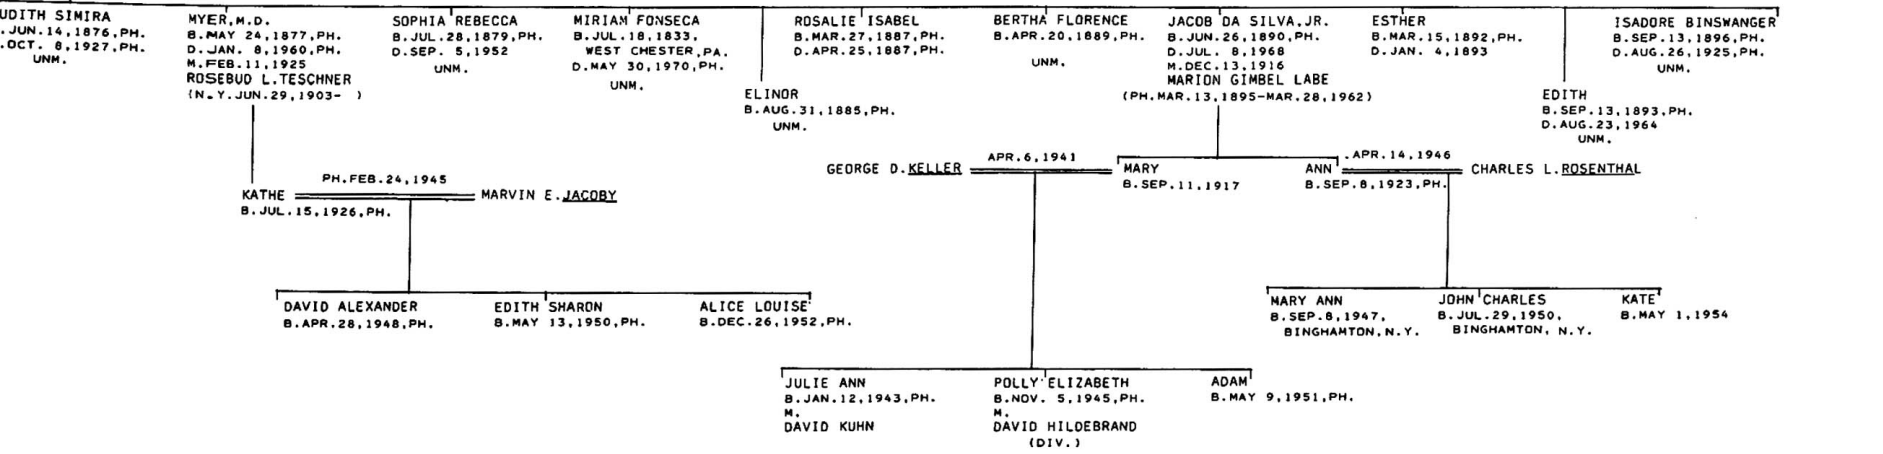 UDITH SIMIRA
.JUN.14,1876,PH.
.OCT. 8,1927,PH.
UNM.
MYER,M.D.
B.MAY 24,1877,PH.
D.JAN. 8,1960,PH.
M.FEB.11,1925
ROSEBUD L.TESCHNER
(N.Y.JUN.29,1903- )
SOPHIA REBECCA
B.JUL.28,1879,PH.
D.SEP. 5,1952
UNM.
MIRIAM FONSECA
B.JUL.18,1833,
WEST CHESTER,PA.
D.MAY 30,1970,PH.
UNM.
ELINOR
B.AUG.31,1885,PH.
UNM.
ROSALIE ISABEL
B.MAR.27,1887,PH.
D.APR.25,1887,PH.
BERTHA FLORENCE
B.APR.20,1889,PH.
UNM.
JACOB DA SILVA,JR.
B.JUN.26,1890,PH.
D.JUL. 8,1968
M.DEC.13,1916
MARION GIMBEL LABE
(PH.MAR.13,1895-MAR.28,1962)
ESTHER
B.MAR.15,1892,PH.
D.JAN. 4,1893
EDITH
B.SEP.13,1893,PH.
D.AUG.23,1964
UNM.
ISADORE BINSWANGER
B.SEP.13,1896,PH.
D.AUG.26,1925,PH.
UNM.
KATHE
B.JUL.15,1926,PH.
PH.FEB.24,1945
MARVIN E.JACOBY
GEORGE D.KELLER
APR.6,1941
MARY
B.SEP.11,1917
ANN
B.SEP.8,1923,PH.
.APR.14,1946
CHARLES L.ROSENTHAL
DAVID ALEXANDER
B.APR.28,1948,PH.
EDITH SHARON
B.MAY 13,1950,PH.
ALICE LOUISE
B.DEC.26,1952,PH.
MARY ANN
B.SEP.8,1947,
BINGHAMTON,N.Y.
JOHN CHARLES
B.JUL.29,1950,
BINGHAMTON, N.Y.
KATE
B.MAY 1,1954
JULIE ANN
B.JAN.12,1943,PH.
M.
DAVID KUHN
POLLY ELIZABETH
B.NOV. 5,1945,PH.
M.
DAVID HILDEBRAND
(DIV.)
ADAM
B.MAY 9,1951,PH.